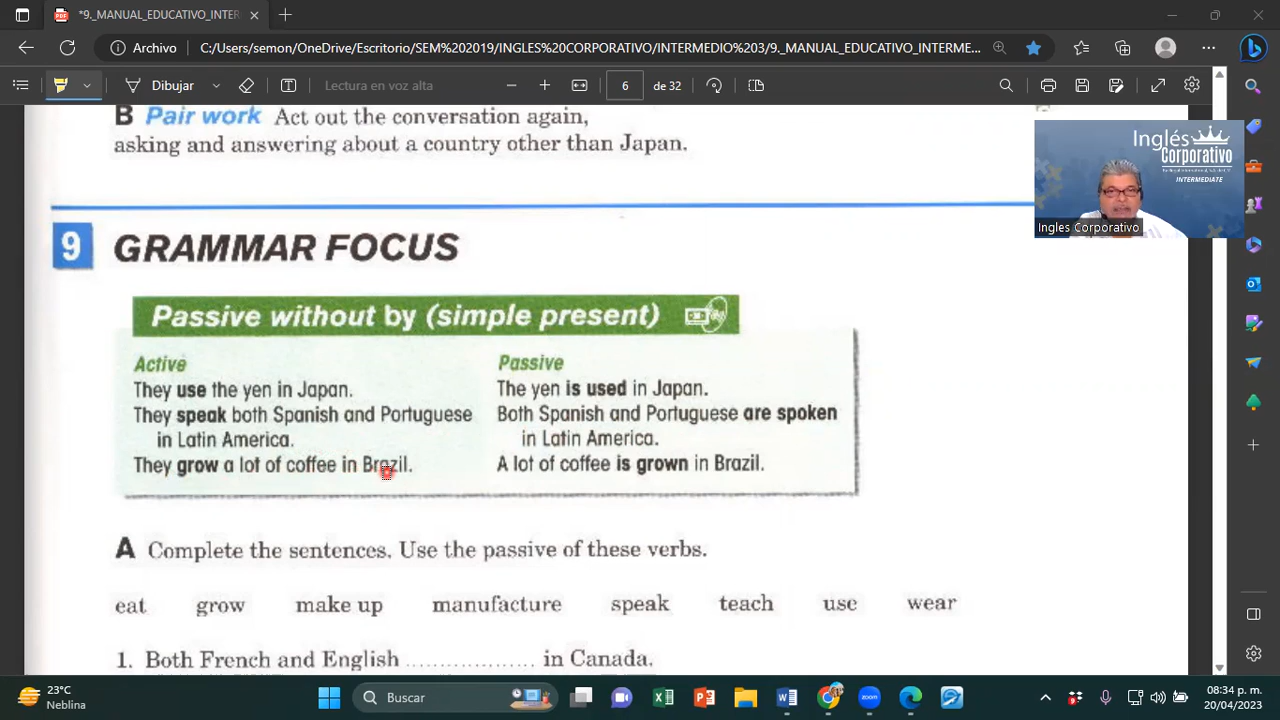 *9._MANUAL_EDUCATIVO_INTER
Archivo
C:/Users/semon/OneDrive/Escritorio/SEM%202019/INGLES%20CORPORATIVO/INTERMEDIO%203/9._MANUAL_EDUCATIVO_INTERME...
Dibujar
Lectura en voz alta
6
de 32
B Pair work Act out the conversation again,
asking and answering about a country other than Japan.
Inglés
Corporativo
INTERMEDIATE
Ingles Corporativo
9 GRAMMAR FOCUS
Passive without by (simple present)
Active
They use the yen in Japan.
They speak both Spanish and Portuguese
in Latin America.
They grow a lot of coffee in Brazil.
Passive
The yen is used in Japan.
Both Spanish and Portuguese are spoken
in Latin America.
A lot of coffee is grown in Brazil.
A Complete the sentences. Use the passive of these verbs.
eat grow make up manufacture speak teach use wear
1. Both French and English .................. in Canada.
23°C
Neblina
Buscar
zoom
08:34 p. m.
20/04/2023